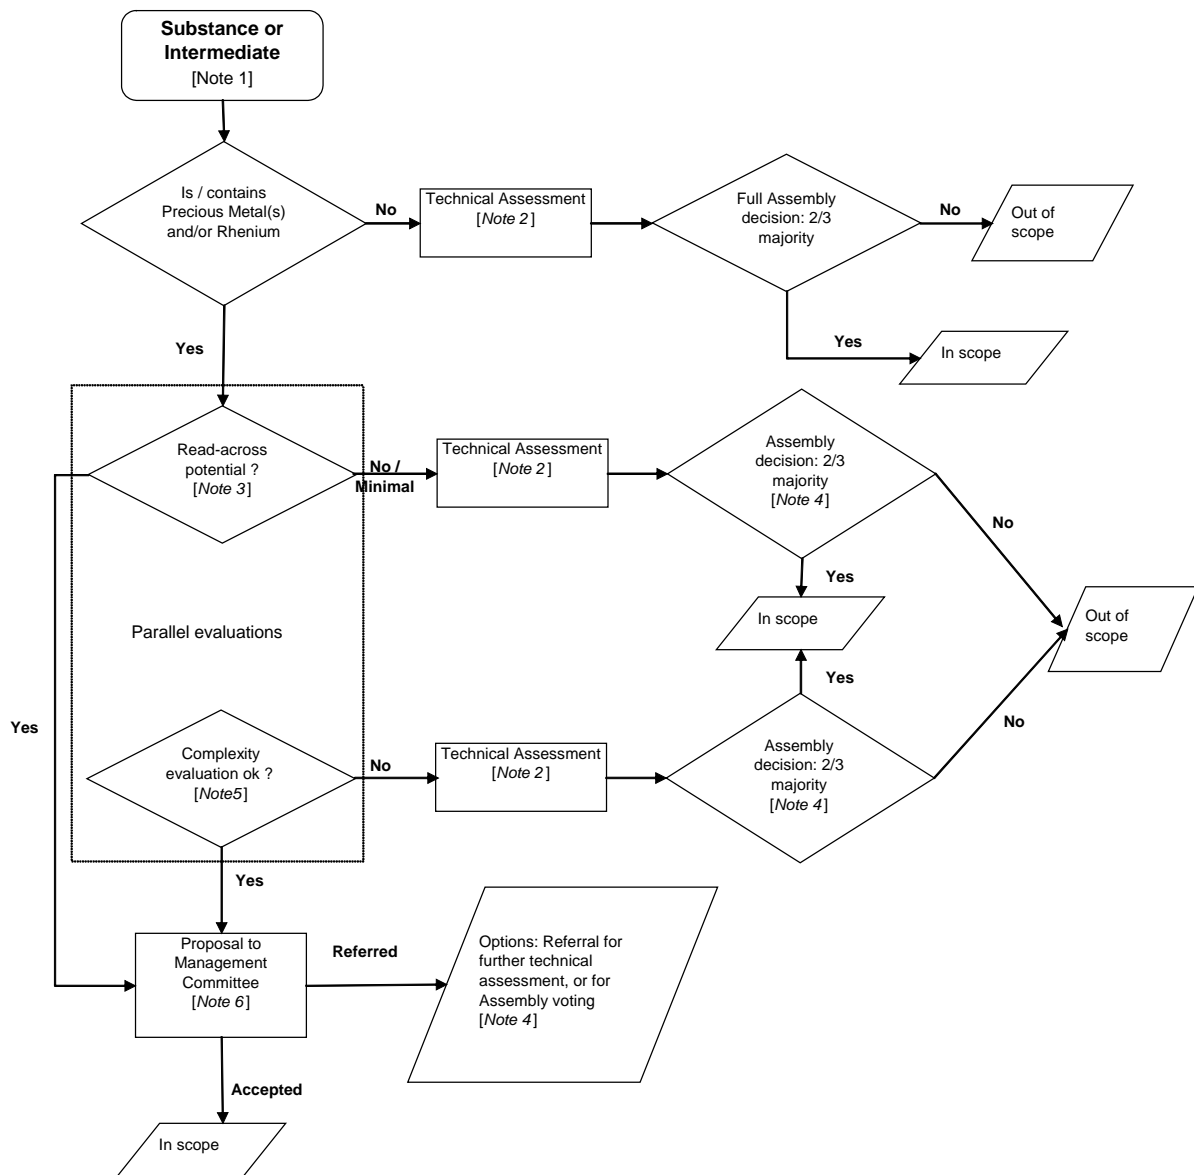 Substance or
Intermediate
[Note 1]
Is / contains
Precious Metal(s)
and/or Rhenium
No
Technical Assessment
[Note 2]
Full Assembly
decision: 2/3
majority
No
Out of
scope
Yes
In scope
Yes
Read-across
potential ?
[Note 3]
No /
Minimal
Technical Assessment
[Note 2]
Assembly
decision: 2/3
majority
[Note 4]
No
Yes
In scope
Out of
scope
Parallel evaluations
Yes
Complexity
evaluation ok ?
[Note5]
No
Technical Assessment
[Note 2]
Yes
Assembly
decision: 2/3
majority
[Note 4]
No
Yes
Proposal to
Management
Committee
[Note 6]
Referred
Options: Referral for
further technical
assessment, or for
Assembly voting
[Note 4]
Accepted
In scope